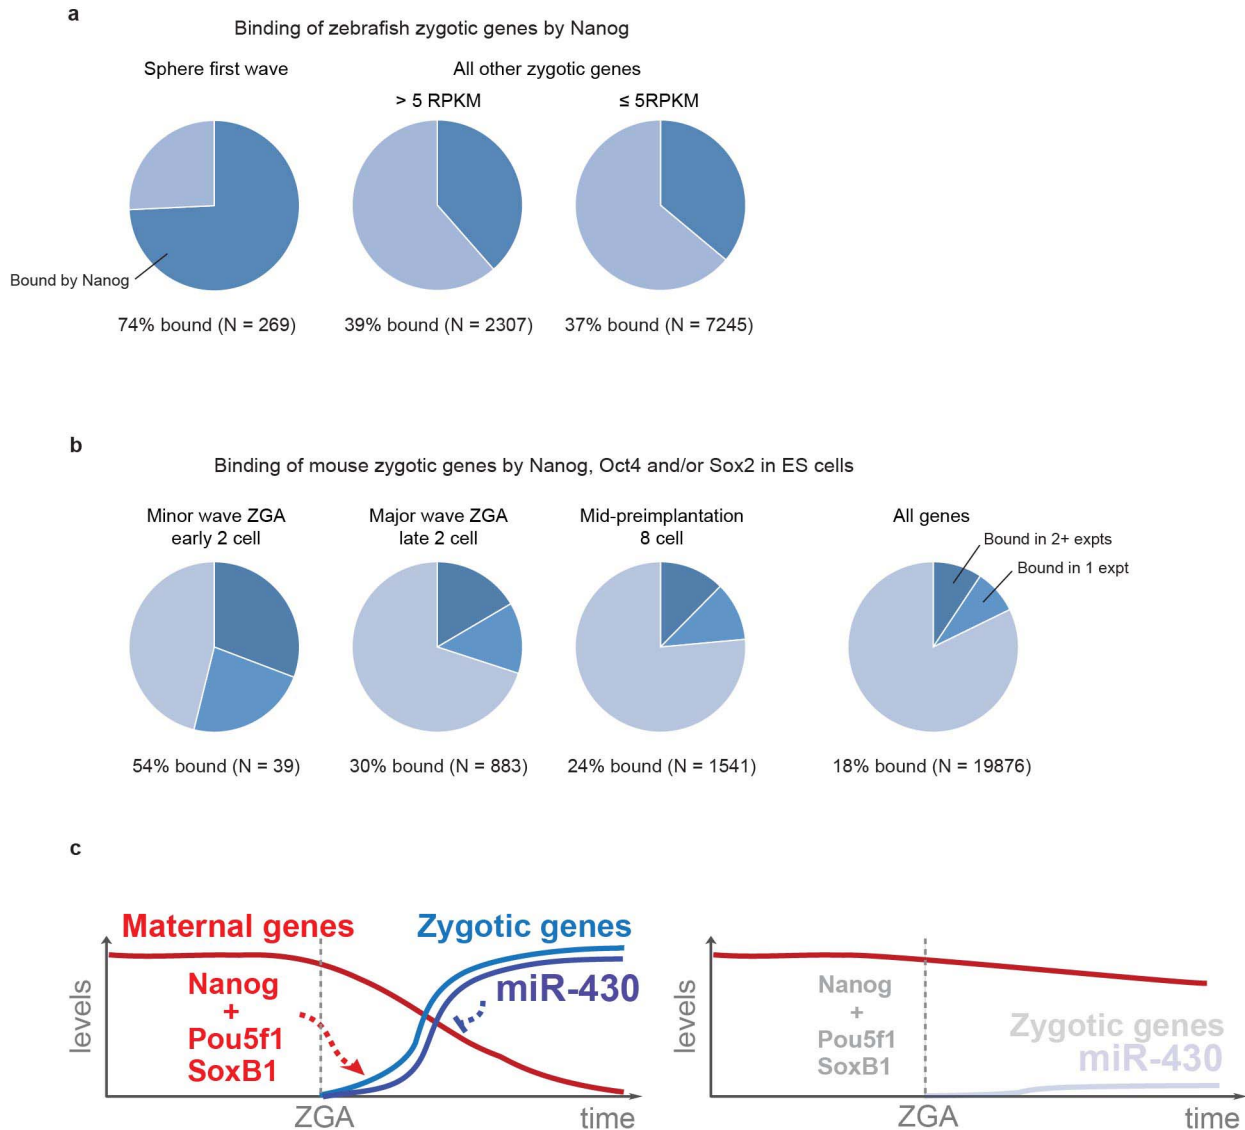 a
Binding of zebrafish zygotic genes by Nanog
Sphere first wave
All other zygotic genes
> 5 RPKM
≤ 5RPKM
Bound by Nanog
74% bound (N = 269)
39% bound (N = 2307)
37% bound (N = 7245)
b
Binding of mouse zygotic genes by Nanog, Oct4 and/or Sox2 in ES cells
Minor wave ZGA
early 2 cell
Major wave ZGA
late 2 cell
Mid-preimplantation
8 cell
All genes
Bound in 2+ expts
Bound in 1 expt
54% bound (N = 39)
30% bound (N = 883)
24% bound (N = 1541)
18% bound (N = 19876)
c
Maternal genes
Zygotic genes
Nanog
+
Pou5f1
SoxB1
miR-430
levels
ZGA
time
Nanog
+
Pou5f1
SoxB1
Zygotic genes
miR-430
levels
ZGA
time